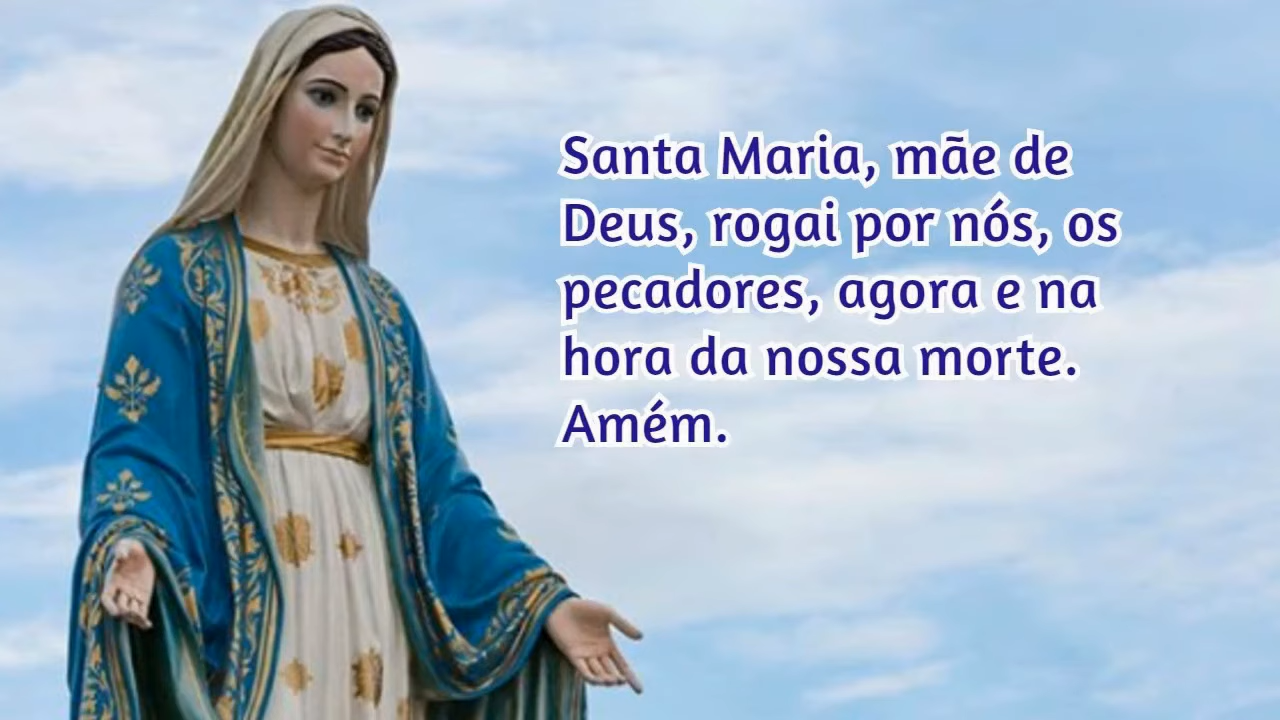 Santa Maria, mãe de
Deus, rogai por nós, os
pecadores, agora e na
hora da nossa morte.
Amém.